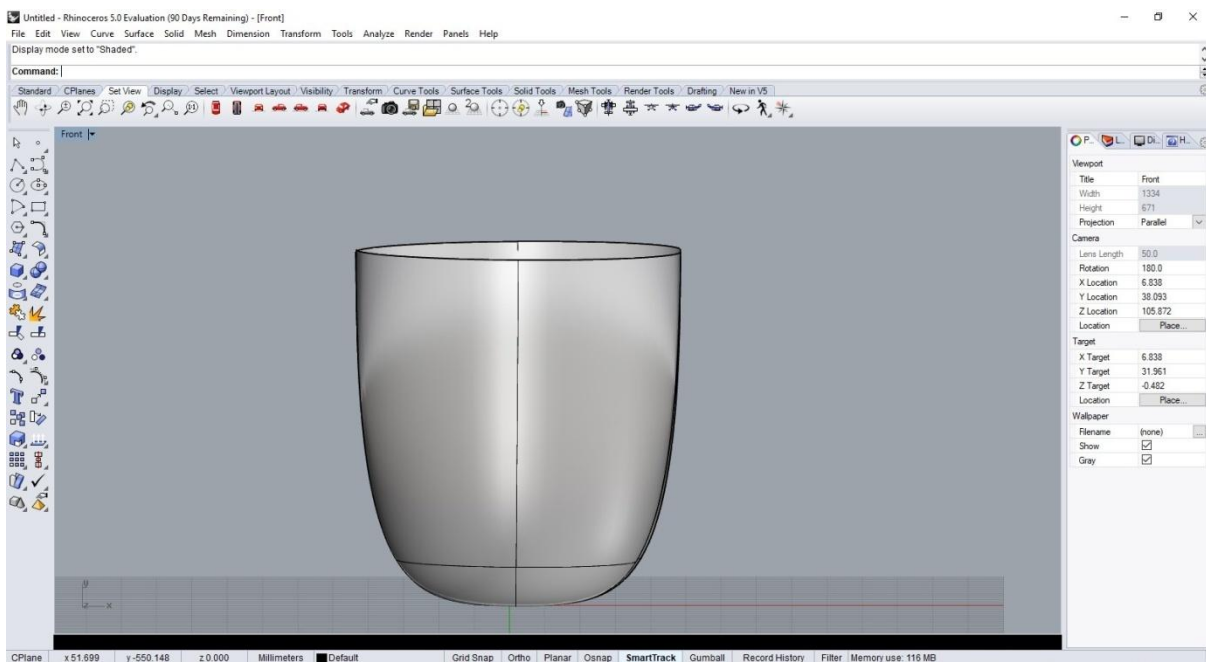 Untitled - Rhinoceros 5.0 Evaluation (90 Days Remaining) - [Front]
File Edit View Curve Surface Solid Mesh Dimension Transform Tools Analyze Render Panels Help
Display mode set to "Shaded".
Command:
Standard CPlanes Set View Display Select Viewport Layout Visibility Transform Curve Tools Surface Tools Solid Tools Mesh Tools Render Tools Drafting New in V5
Front
P... L... Di... H...
Viewport
Title Front
Width 1334
Height 671
Projection Parallel
Camera
Lens Length 50.0
Rotation 180.0
X Location 6.838
Y Location 38.093
Z Location 105.872
Location Place...
Target
X Target 6.838
Y Target 31.961
Z Target -0.482
Location Place...
Wallpaper
Filename (none) ...
Show
Gray
y
x
CPlane x 51.699 y -550.148 z 0.000 Millimeters Default Grid Snap Ortho Planar Osnap SmartTrack Gumball Record History Filter Memory use: 116 MB